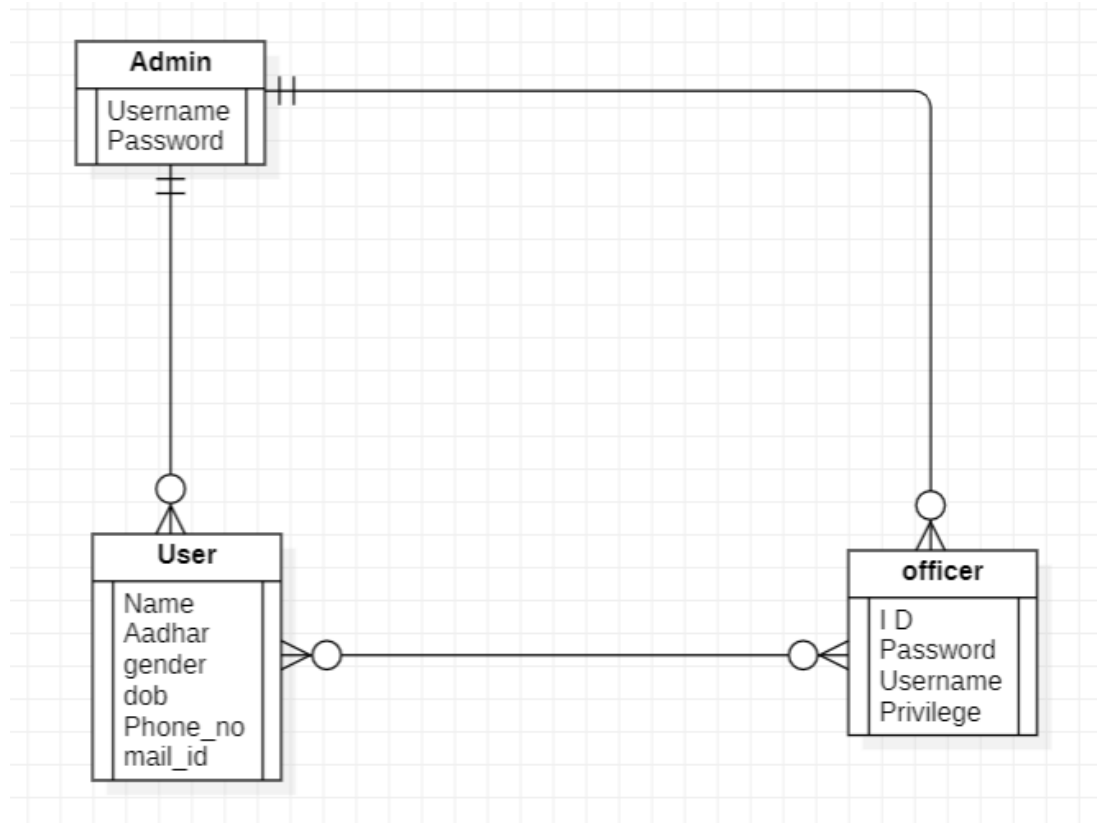 Admin
Username
Password
User
Name
Aadhar
gender
dob
Phone_no
mail_id
officer
I D
Password
Username
Privilege